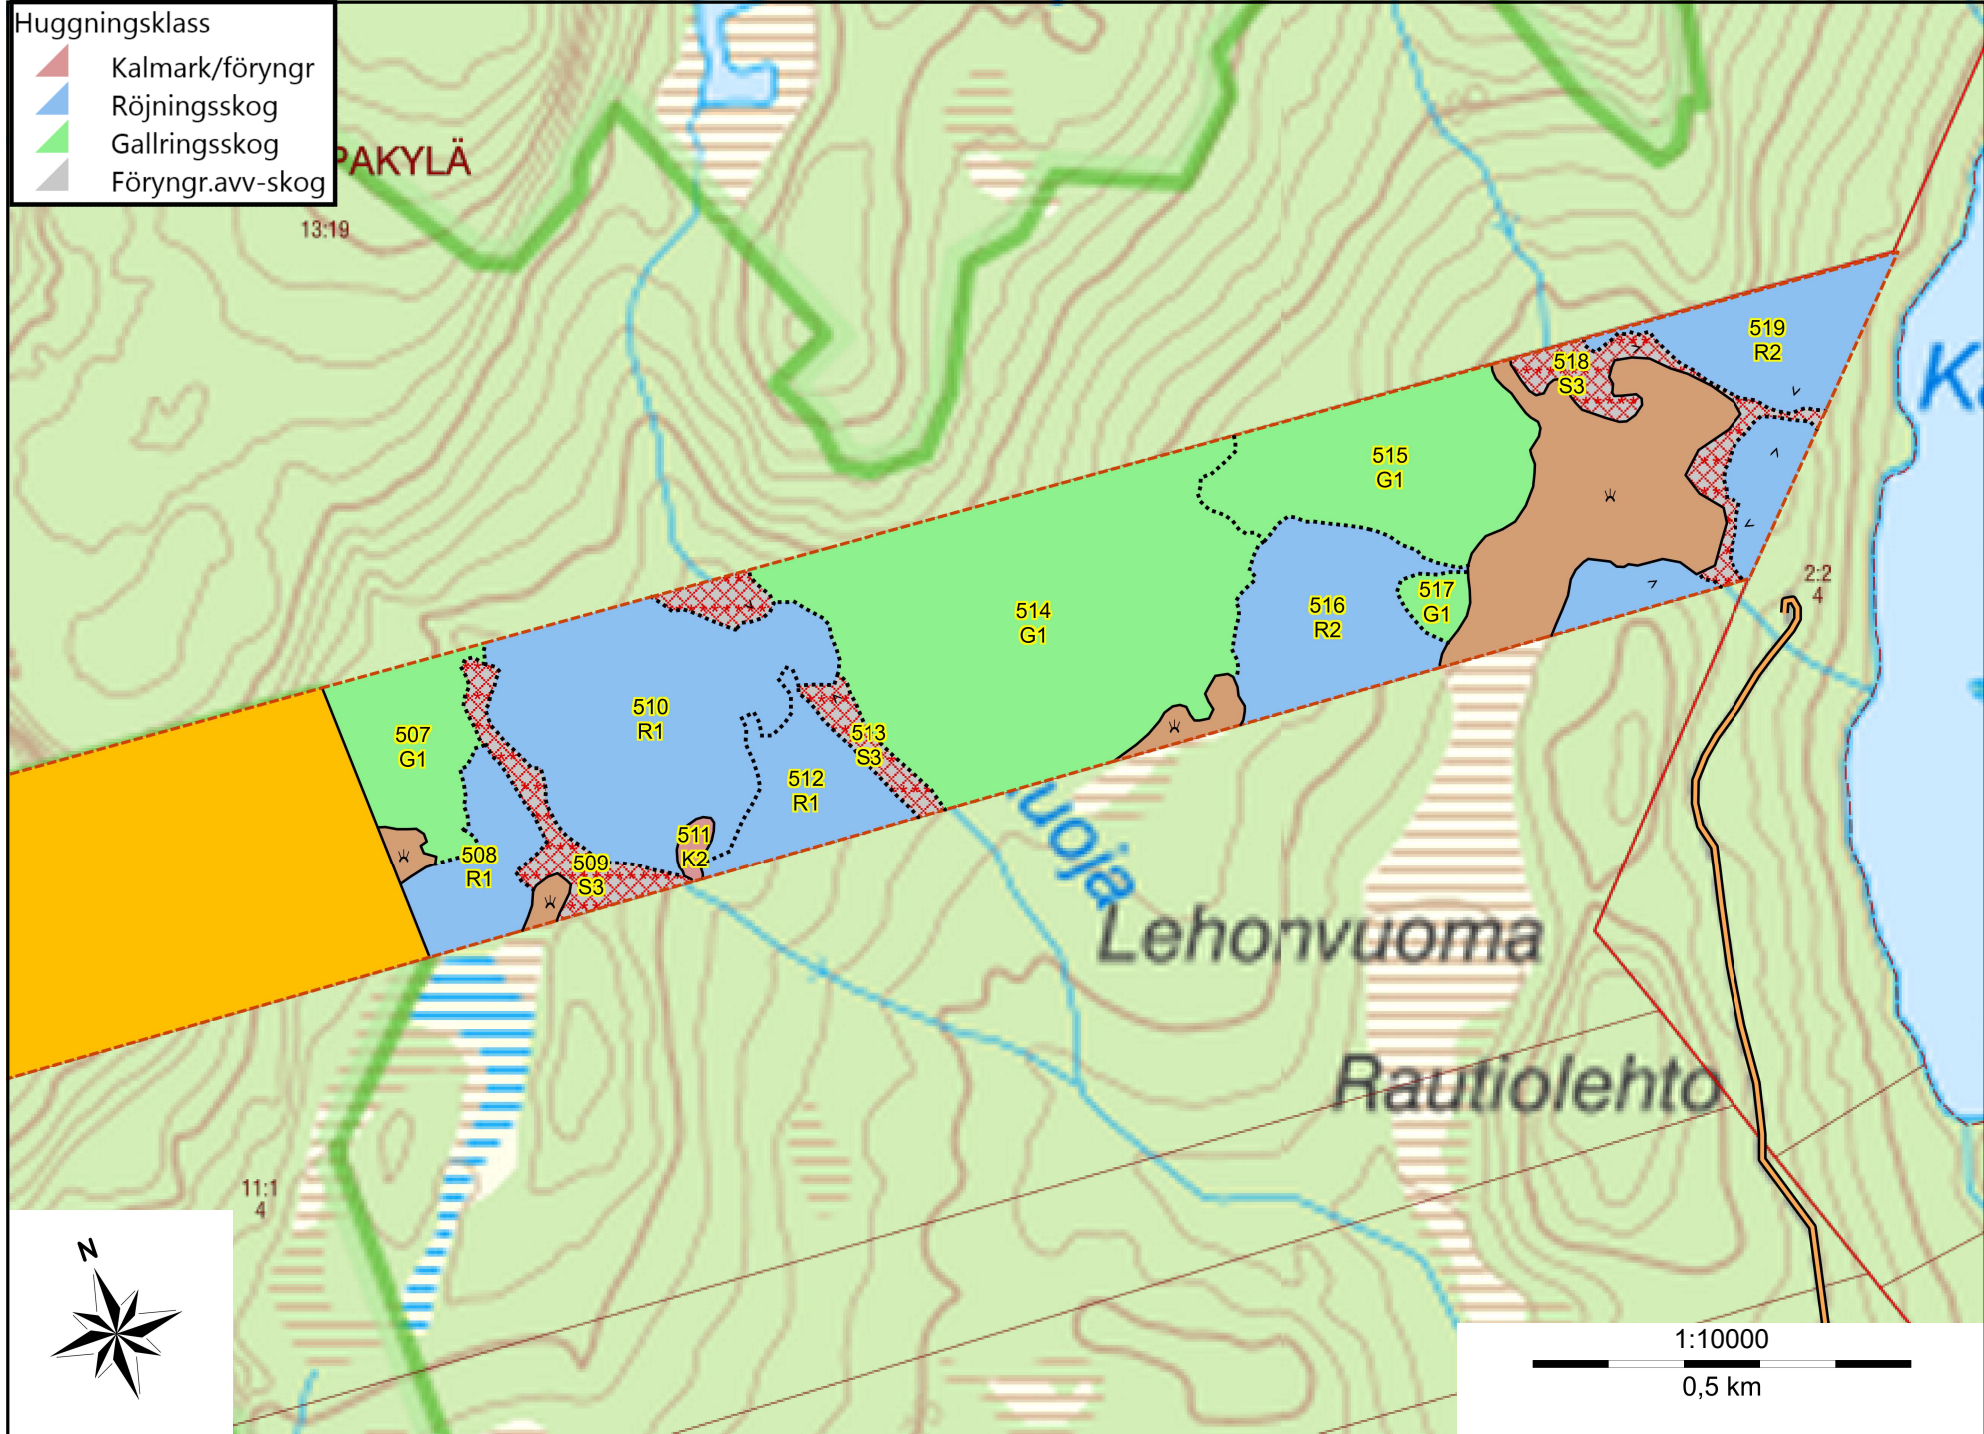 Huggningsklass
Kalmark/föryngr
Röjningsskog
Gallringsskog
Föryngr.avv-skog
PAKYLÄ
13:19
519
R2
518
S3
515
G1
517
G1
516
R2
514
G1
2:2
4
510
R1
507
G1
513
S3
512
R1
511
K2
508
R1
509
S3
uoja
Lehonvuoma
Rautiolehto
11:1
4
N
1:10000
0,5 km